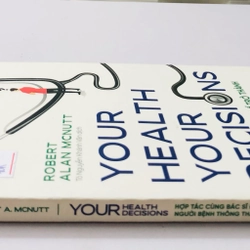 ROBERT
ALAN MCNUTT
YOUR
HEALTH
YOUR
DECISIONS
A. MCNUTT
YOUR HEALTH DECISIONS
HỢP TÁC CÙNG BÁC SĨ
NGƯỜI BỆNH THÔNG